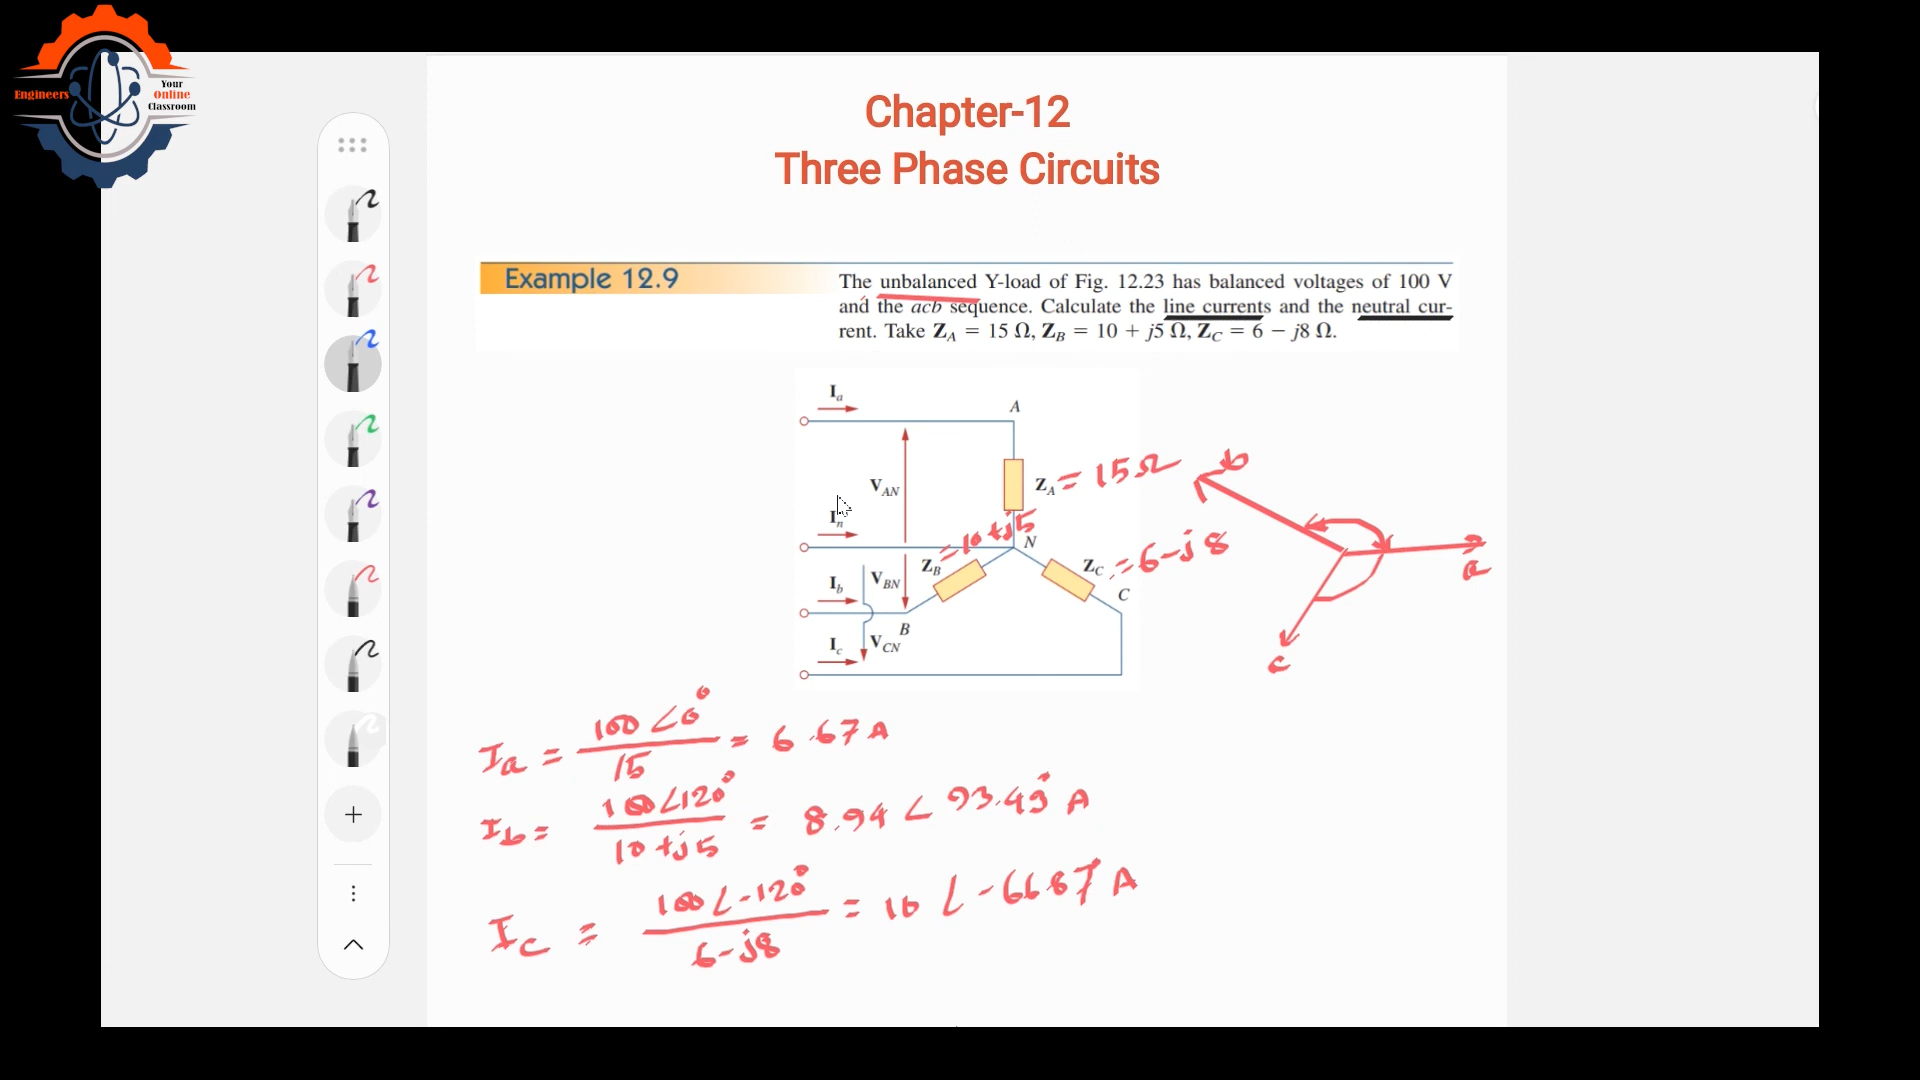 Engineers
Your
Online
Classroom
Chapter-12
Three Phase Circuits
Example 12.9
The unbalanced Y-load of Fig. 12.23 has balanced voltages of 100 V
and the acb sequence. Calculate the line currents and the neutral cur-
rent. Take Z_A = 15 Ω, Z_B = 10 + j5 Ω, Z_C = 6 − j8 Ω.
I_a
A
V_AN
Z_A = 15Ω
I_n
N
Z_B = 10+j5
Z_C = 6-j8
I_b
V_BN
C
B
I_c
V_CN
b
a
c
I_a = 100∠0° / 15 = 6.67 A
I_b = 100∠120° / 10+j5 = 8.94∠93.43° A
I_c = 100∠-120° / 6-j8 = 10∠-66.87° A